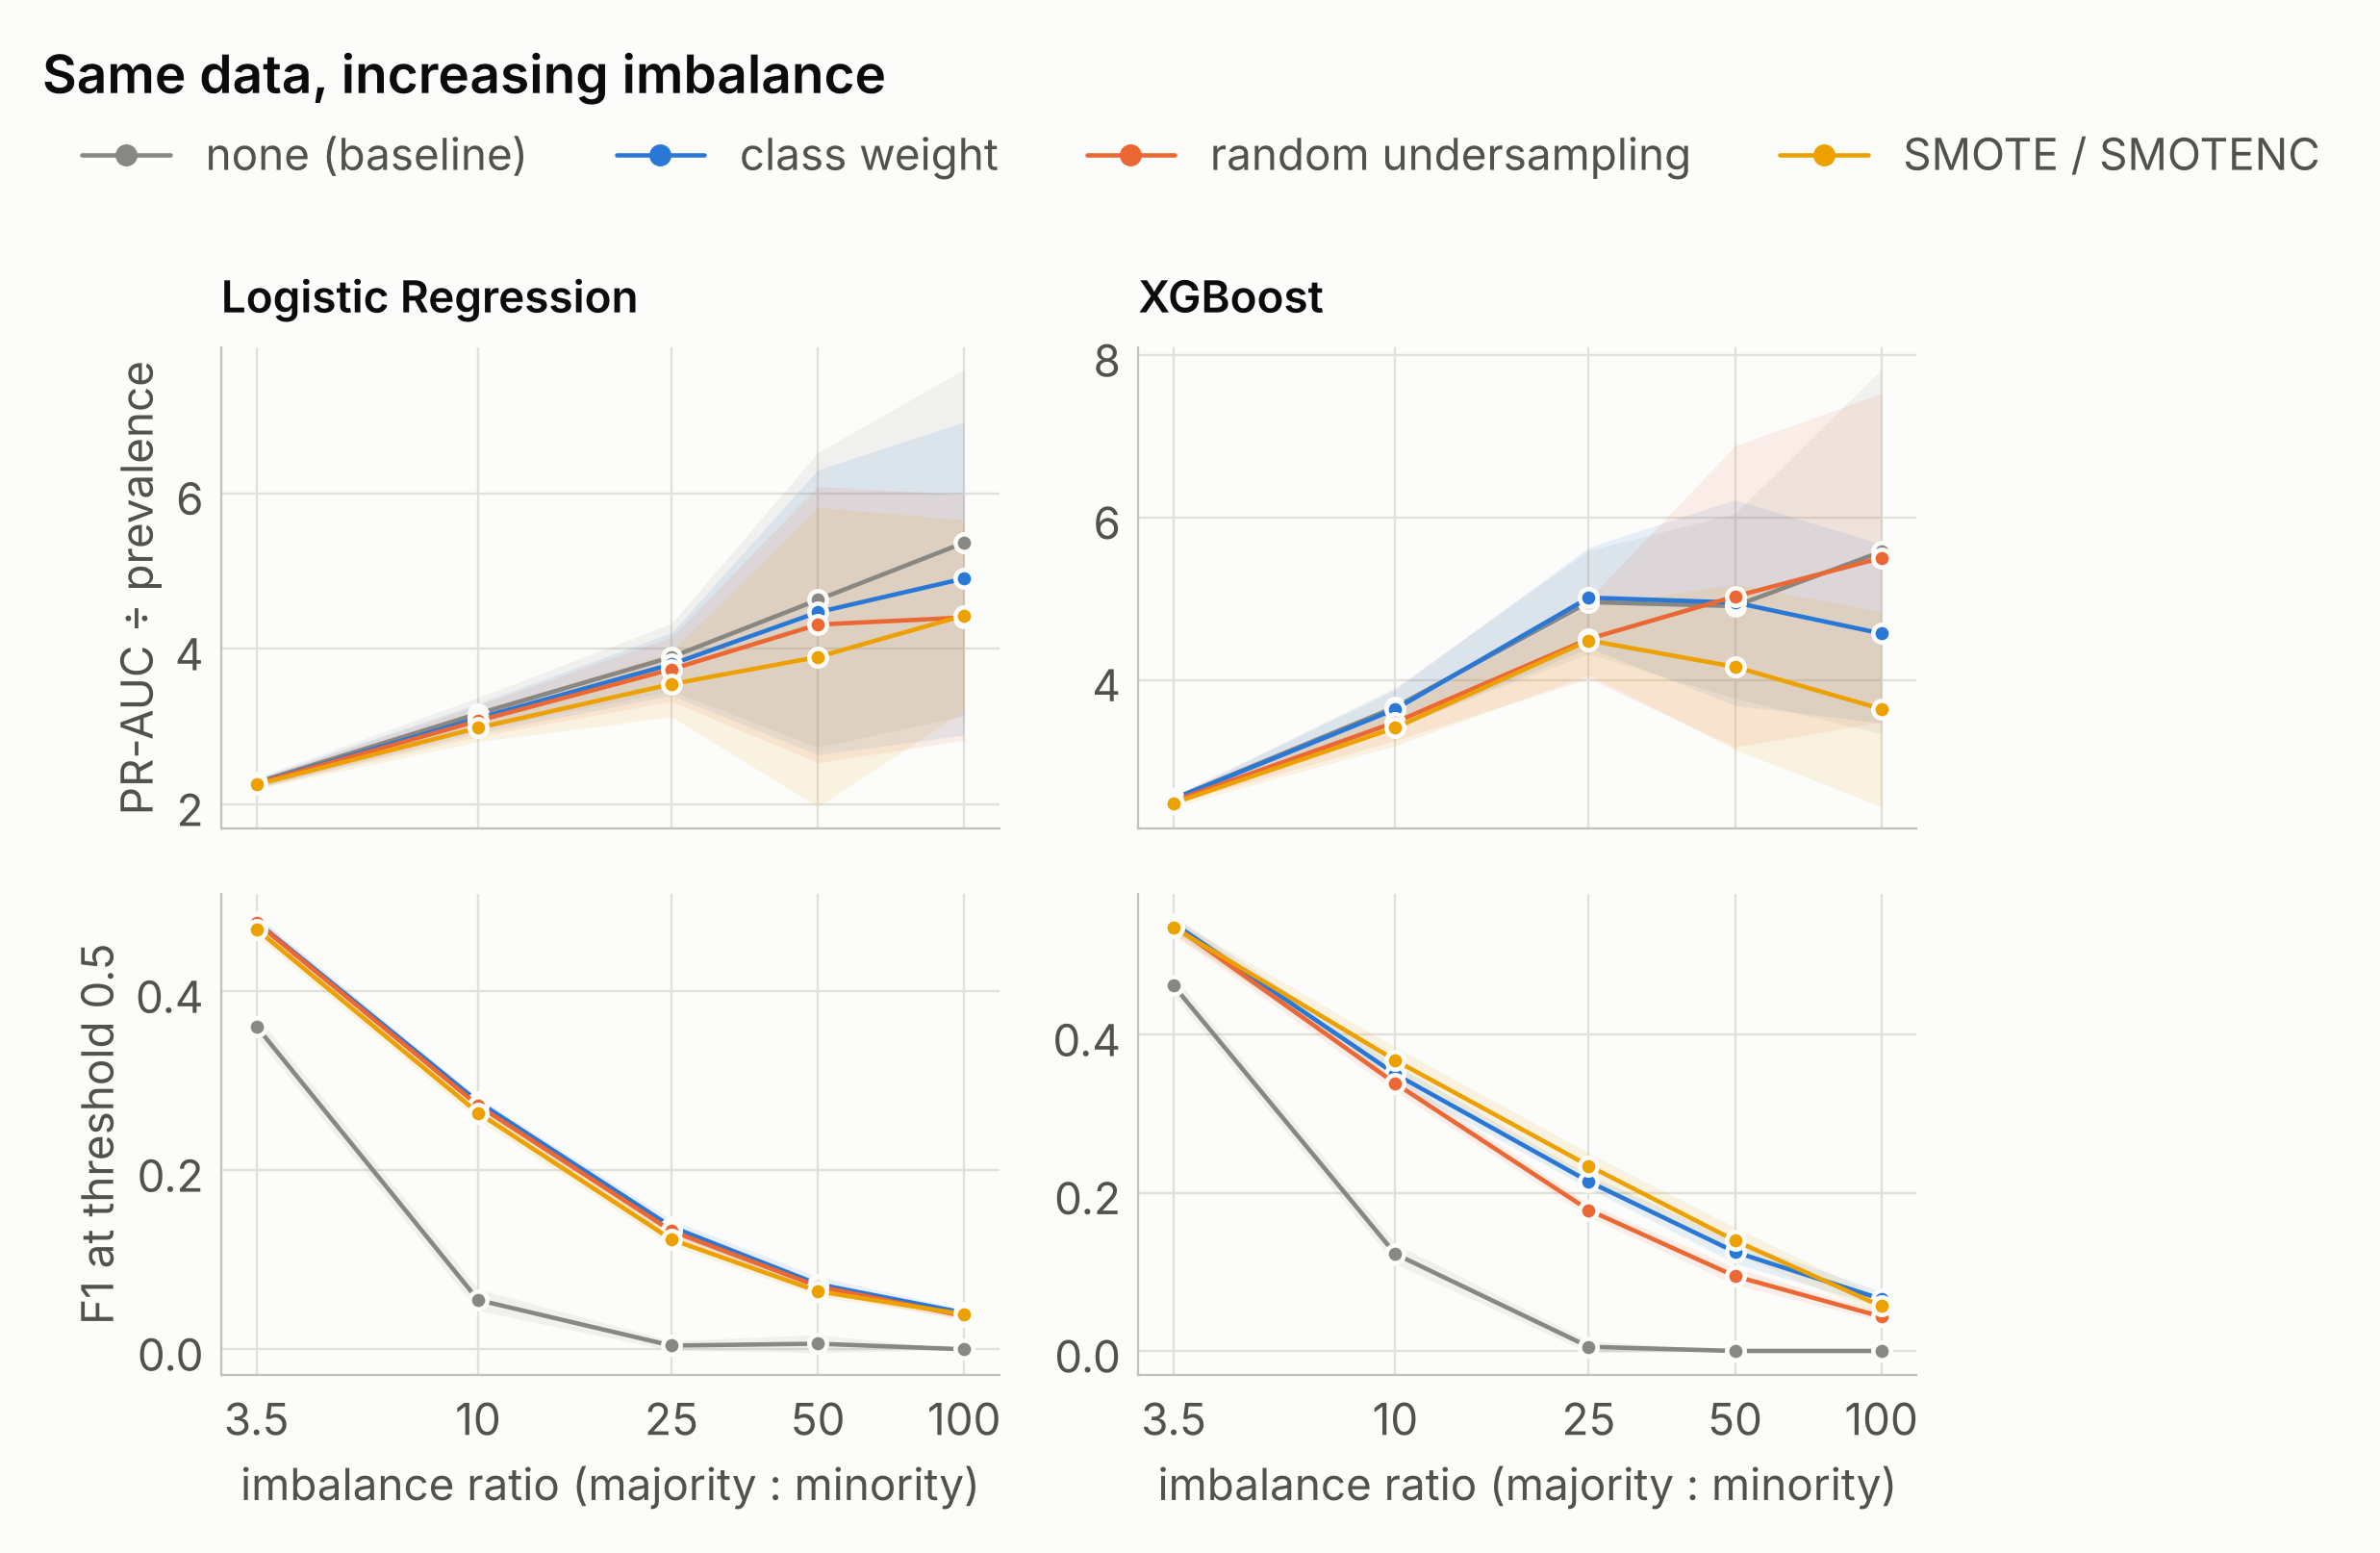 Same data, increasing imbalance
none (baseline) class weight random undersampling SMOTE / SMOTENC
Logistic Regression XGBoost
PR-AUC ÷ prevalence
6
4
2
8
6
4
F1 at threshold 0.5
0.4
0.2
0.0
0.4
0.2
0.0
3.5 10 25 50 100 3.5 10 25 50 100
imbalance ratio (majority : minority) imbalance ratio (majority : minority)